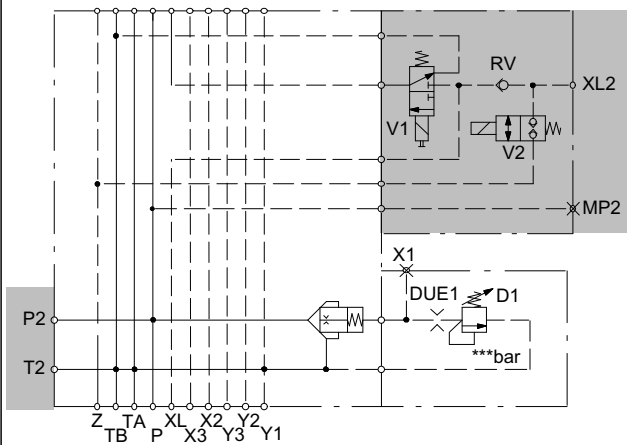 RV
XL2
V1
V2
MP2
X1
DUE1
D1
P2
***bar
T2
Z
TB
TA
P
XL
X3
X2
Y3
Y2
Y1